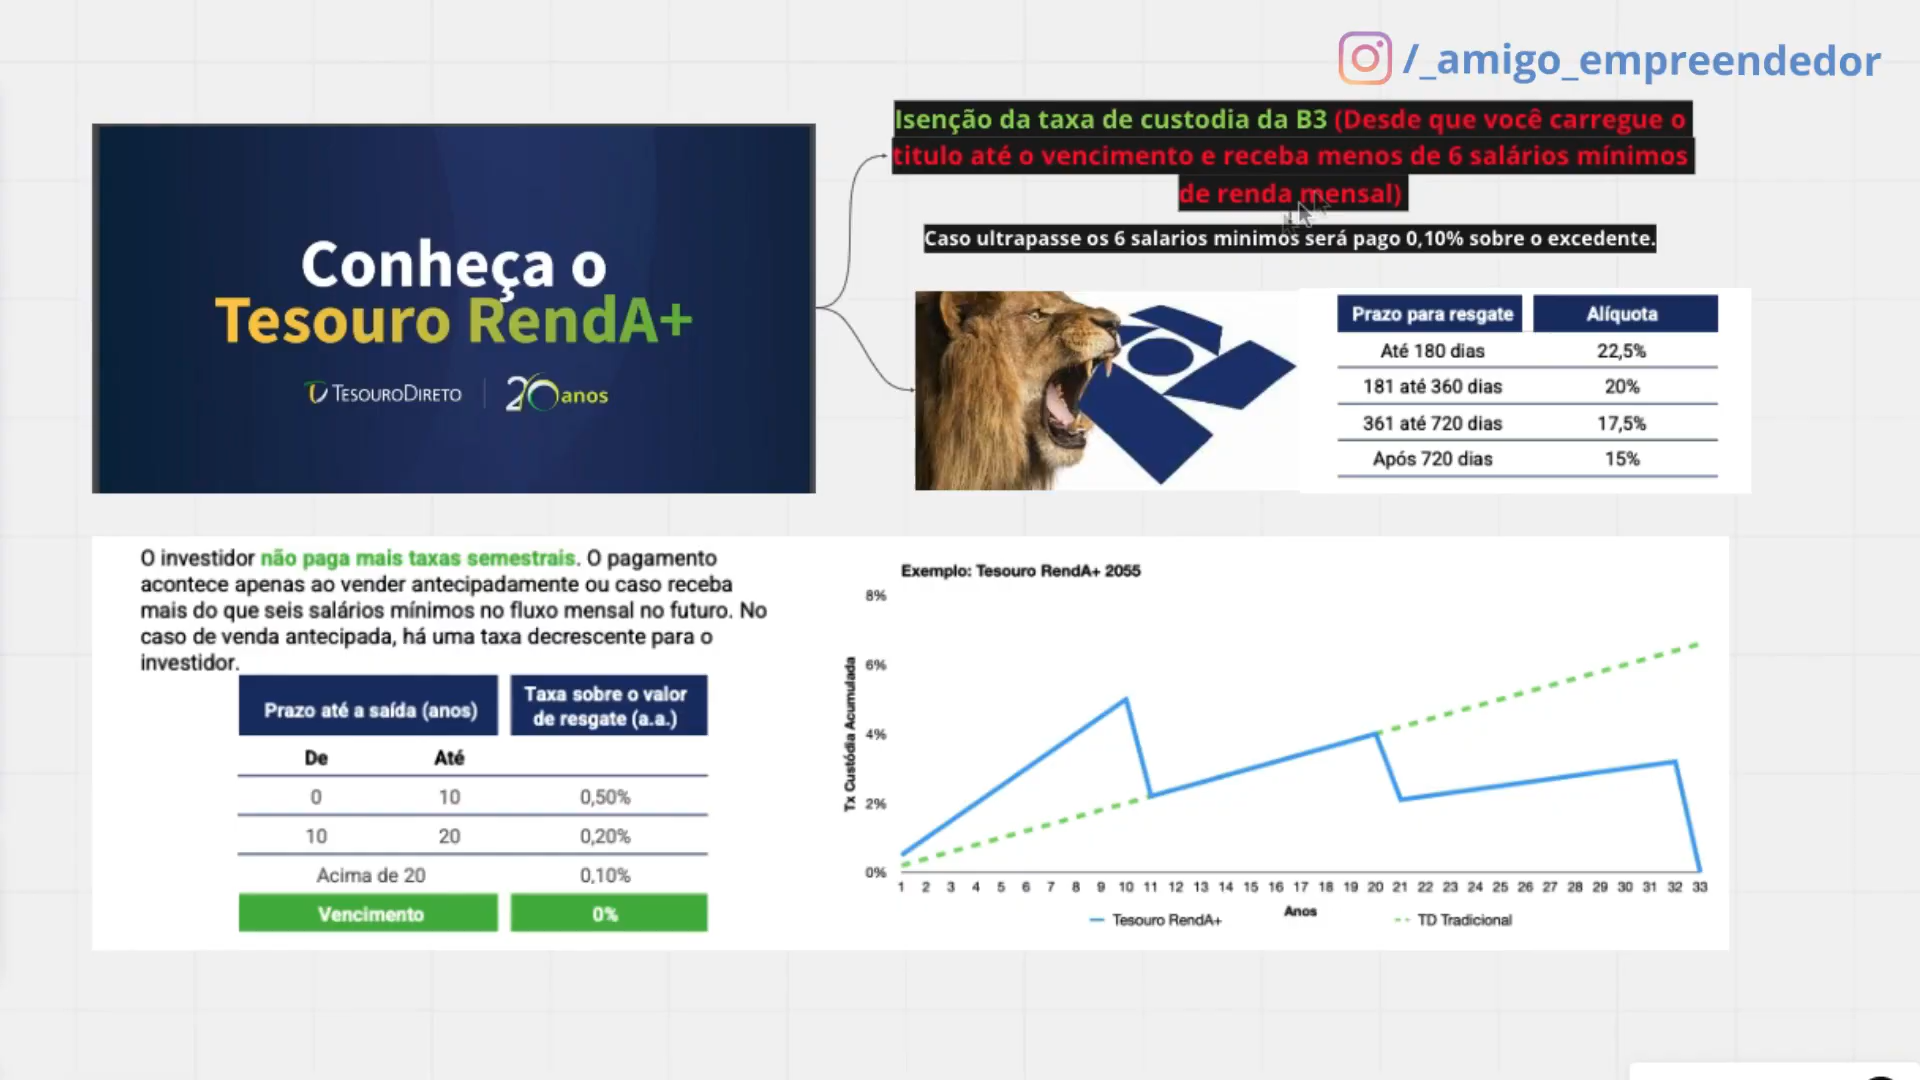 /_amigo_empreendedor
Isenção da taxa de custodia da B3 (Desde que você carregue o
titulo até o vencimento e receba menos de 6 salários mínimos
de renda mensal)
Caso ultrapasse os 6 salarios minimos será pago 0,10% sobre o excedente.
Conheça o
Tesouro RendA+
TESOURODIRETO
20anos
Prazo para resgate Alíquota
Até 180 dias 22,5%
181 até 360 dias 20%
361 até 720 dias 17,5%
Após 720 dias 15%
O investidor não paga mais taxas semestrais. O pagamento
acontece apenas ao vender antecipadamente ou caso receba
mais do que seis salários mínimos no fluxo mensal no futuro. No
caso de venda antecipada, há uma taxa decrescente para o
investidor.
Prazo até a saída (anos)
Taxa sobre o valor
de resgate (a.a.)
De Até
0 10 0,50%
10 20 0,20%
Acima de 20 0,10%
Vencimento 0%
Exemplo: Tesouro RendA+ 2055
8%
6%
4%
2%
0%
Tx Custódia Acumulada
1 2 3 4 5 6 7 8 9 10 11 12 13 14 15 16 17 18 19 20 21 22 23 24 25 26 27 28 29 30 31 32 33
Anos
Tesouro RendA+ TD Tradicional